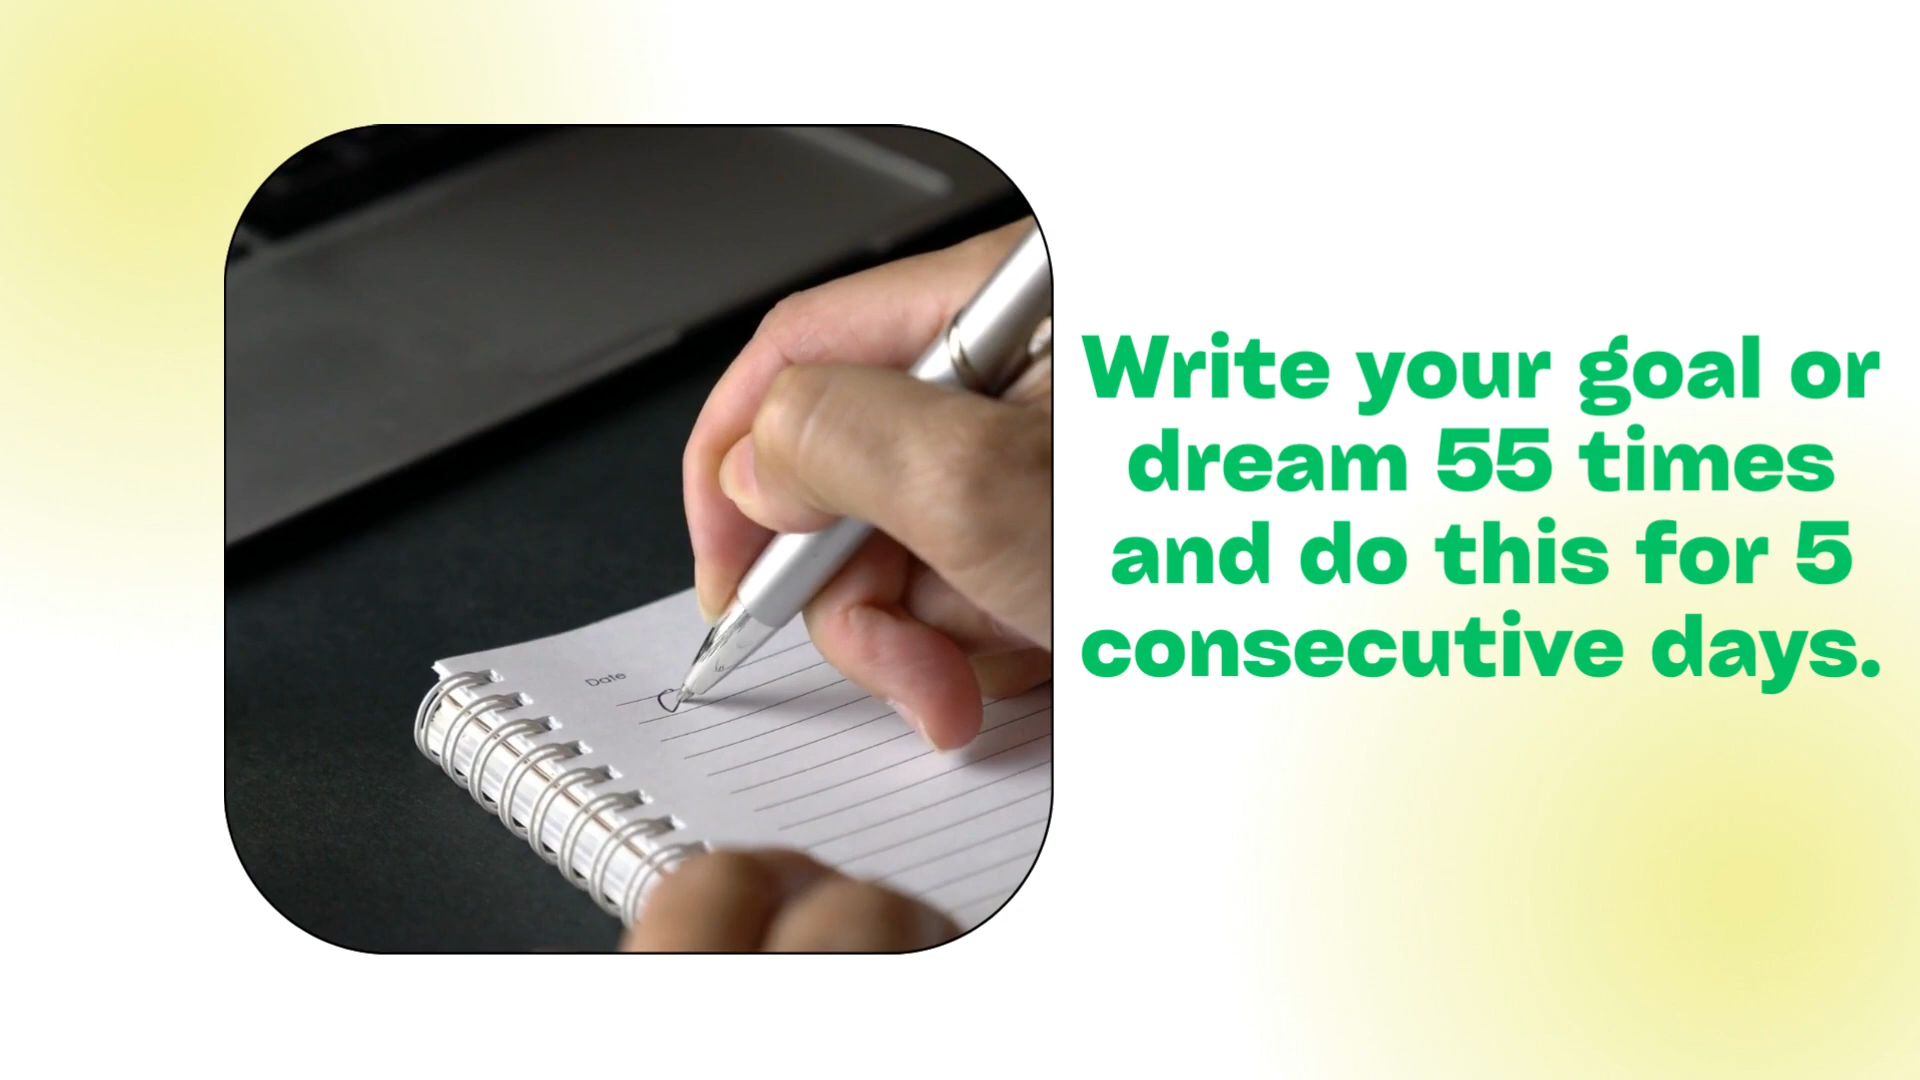 Write your goal or
dream 55 times
and do this for 5
consecutive days.
Date